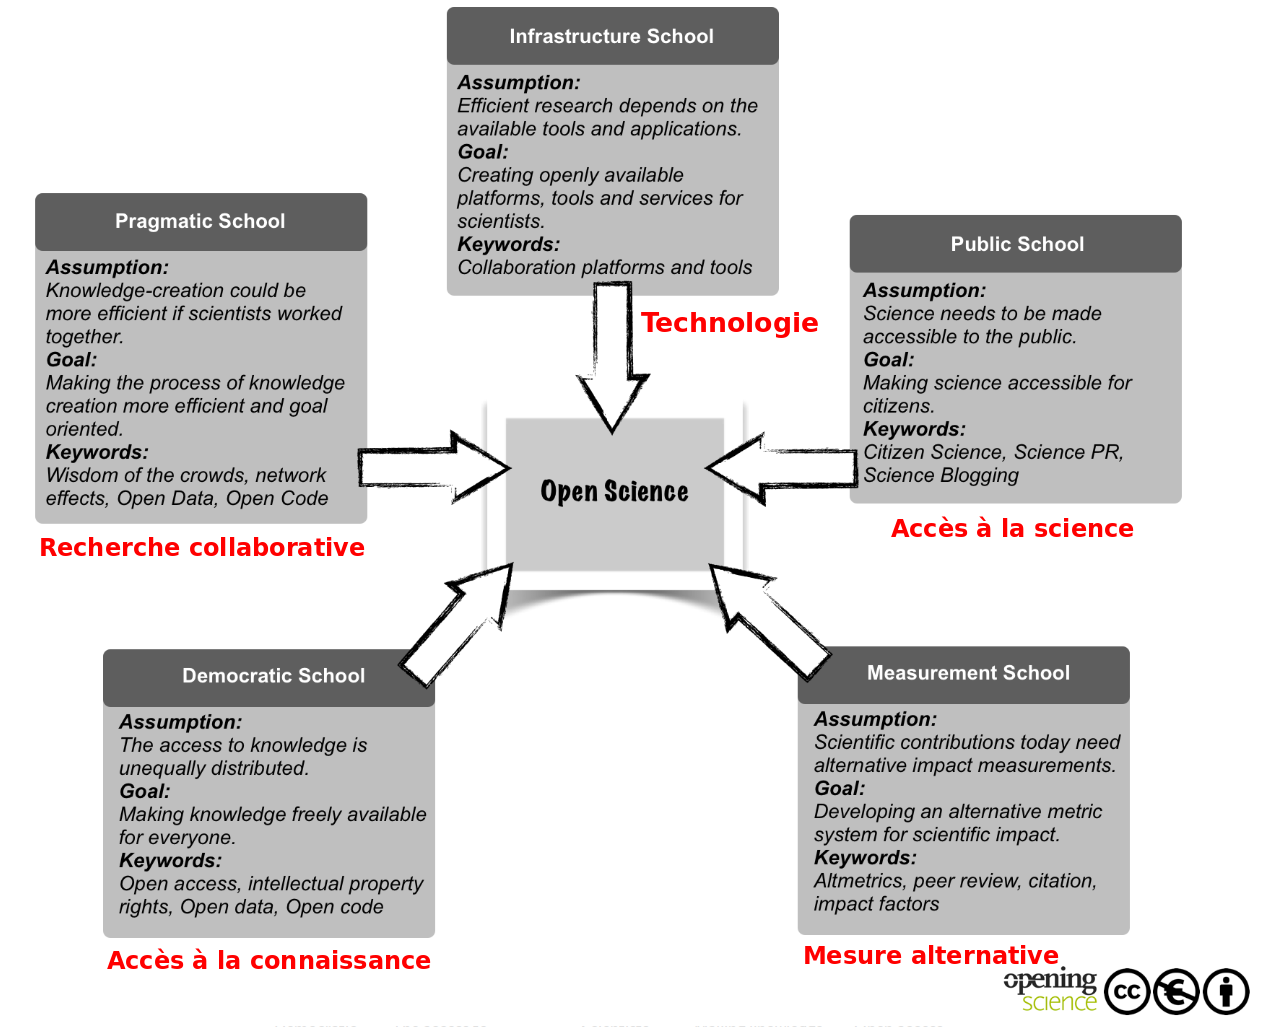 Infrastructure School
Assumption:
Efficient research depends on the
available tools and applications.
Goal:
Creating openly available
platforms, tools and services for
scientists.
Keywords:
Collaboration platforms and tools
Technologie
Pragmatic School
Assumption:
Knowledge-creation could be
more efficient if scientists worked
together.
Goal:
Making the process of knowledge
creation more efficient and goal
oriented.
Keywords:
Wisdom of the crowds, network
effects, Open Data, Open Code
Recherche collaborative
Public School
Assumption:
Science needs to be made
accessible to the public.
Goal:
Making science accessible for
citizens.
Keywords:
Citizen Science, Science PR,
Science Blogging
Accès à la science
Open Science
Democratic School
Assumption:
The access to knowledge is
unequally distributed.
Goal:
Making knowledge freely available
for everyone.
Keywords:
Open access, intellectual property
rights, Open data, Open code
Accès à la connaissance
Measurement School
Assumption:
Scientific contributions today need
alternative impact measurements.
Goal:
Developing an alternative metric
system for scientific impact.
Keywords:
Altmetrics, peer review, citation,
impact factors
Mesure alternative
opening
science
cc